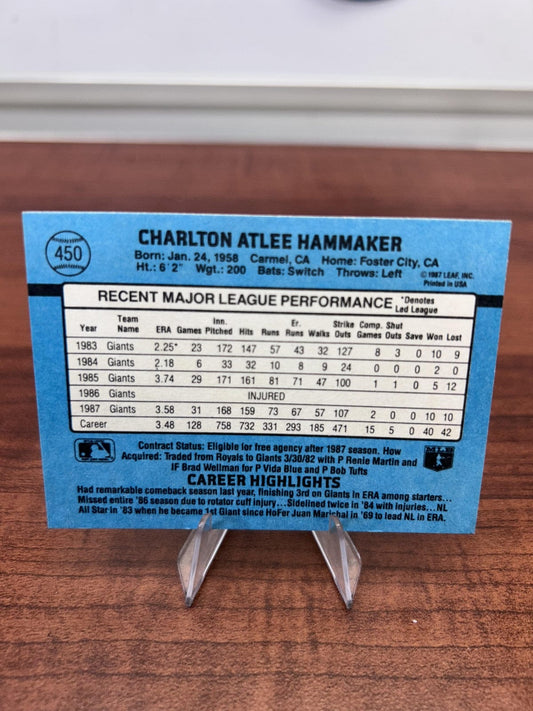 450
CHARLTON ATLEE HAMMAKER
Born: Jan. 24, 1958 Carmel, CA Home: Foster City, CA
Ht.: 6'2" Wgt.: 200 Bats: Switch Throws: Left
© 1987 LEAF, INC.
Printed in USA
RECENT MAJOR LEAGUE PERFORMANCE *Denotes Led League
Year Team Name ERA Games Inn. Pitched Hits Runs Er. Runs Walks Strike Outs Comp. Games Shut Outs Save Won Lost
1983 Giants 2.25* 23 172 147 57 43 32 127 8 3 0 10 9
1984 Giants 2.18 6 33 32 10 8 9 24 0 0 0 2 0
1985 Giants 3.74 29 171 161 81 71 47 100 1 1 0 5 12
1986 Giants INJURED
1987 Giants 3.58 31 168 159 73 67 57 107 2 0 0 10 10
Career 3.48 128 758 732 331 293 185 471 15 5 0 40 42
Contract Status: Eligible for free agency after 1987 season. How
Acquired: Traded from Royals to Giants 3/30/82 with P Renie Martin and
IF Brad Wellman for P Vida Blue and P Bob Tufts
CAREER HIGHLIGHTS
Had remarkable comeback season last year, finishing 3rd on Giants in ERA among starters...
Missed entire '86 season due to rotator cuff injury...Sidelined twice in '84 with injuries...NL
All Star in '83 when he became 1st Giant since HoFer Juan Marichal in '69 to lead NL in ERA.